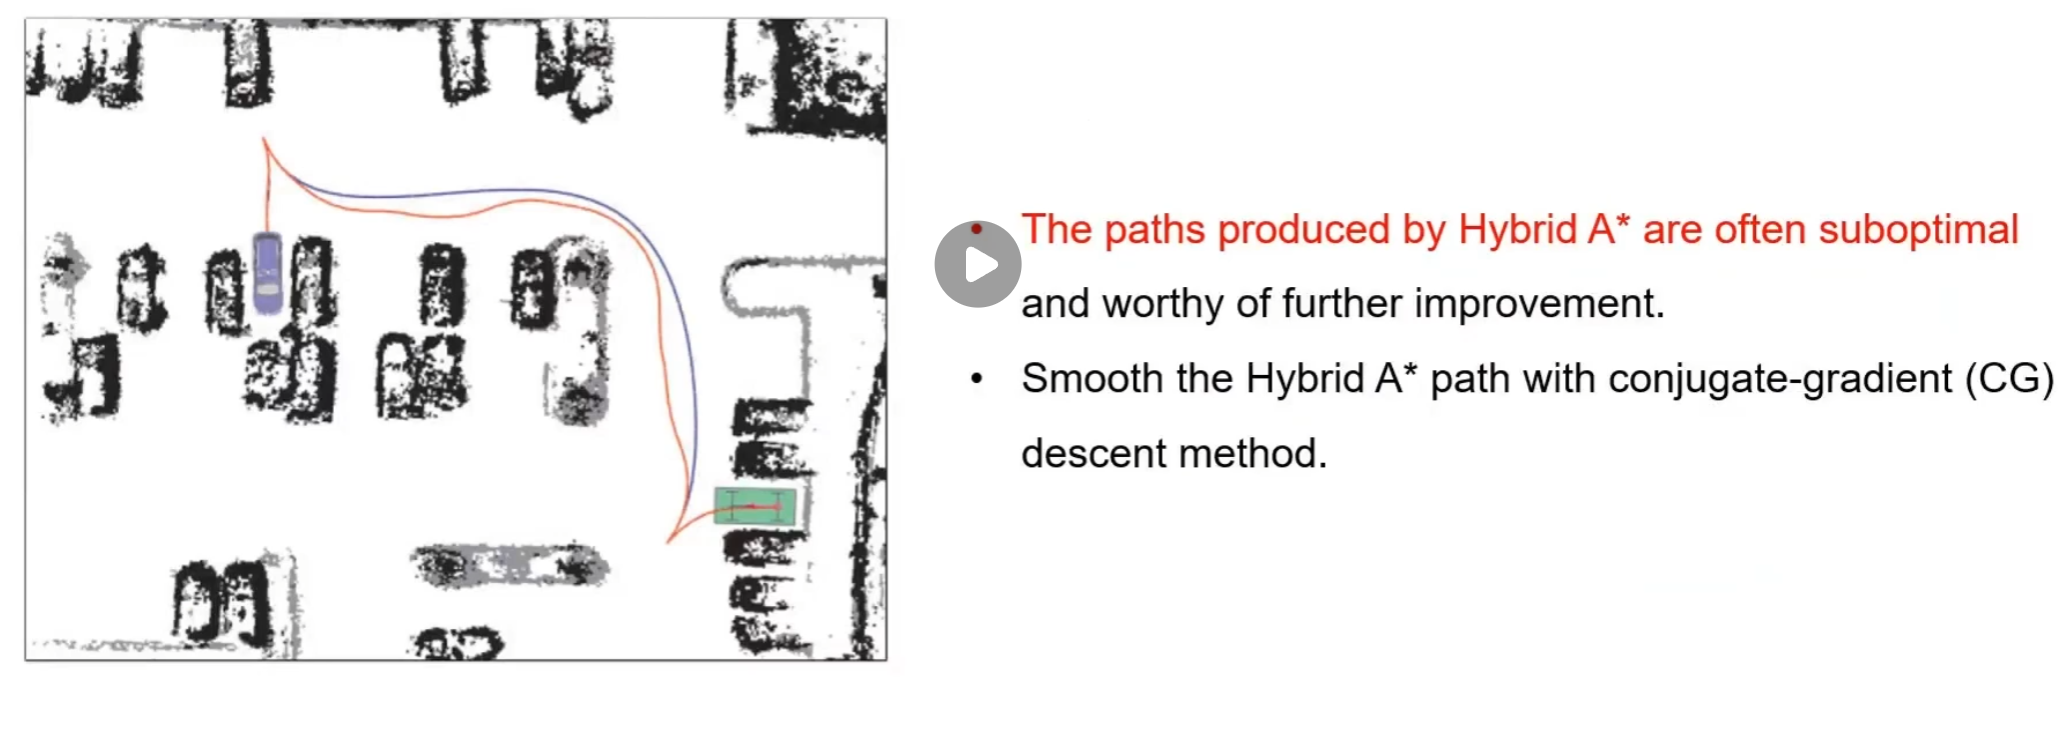 • The paths produced by Hybrid A* are often suboptimal
and worthy of further improvement.
• Smooth the Hybrid A* path with conjugate-gradient (CG)
descent method.